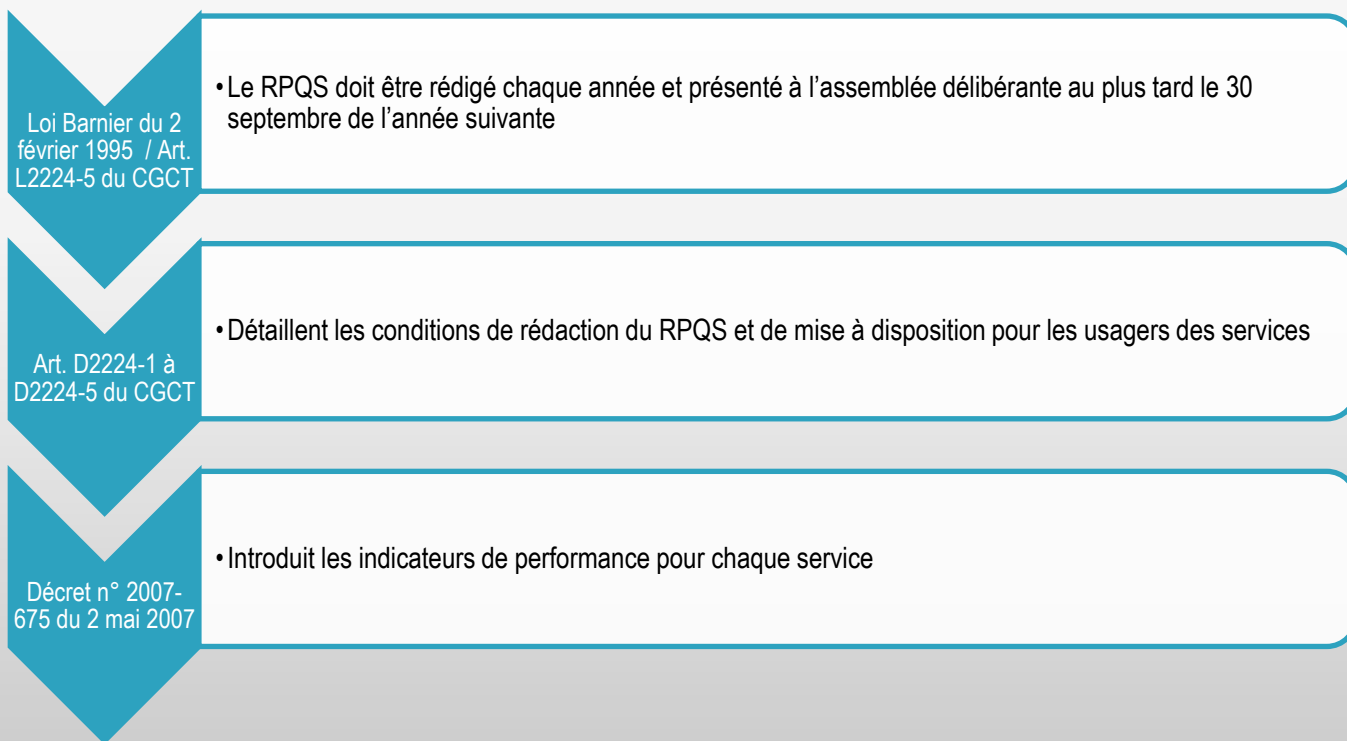 Loi Barnier du 2
février 1995 / Art.
L2224-5 du CGCT
•Le RPQS doit être rédigé chaque année et présenté à l’assemblée délibérante au plus tard le 30
septembre de l’année suivante
Art. D2224-1 à
D2224-5 du CGCT
•Détaillent les conditions de rédaction du RPQS et de mise à disposition pour les usagers des services
Décret n° 2007-
675 du 2 mai 2007
•Introduit les indicateurs de performance pour chaque service